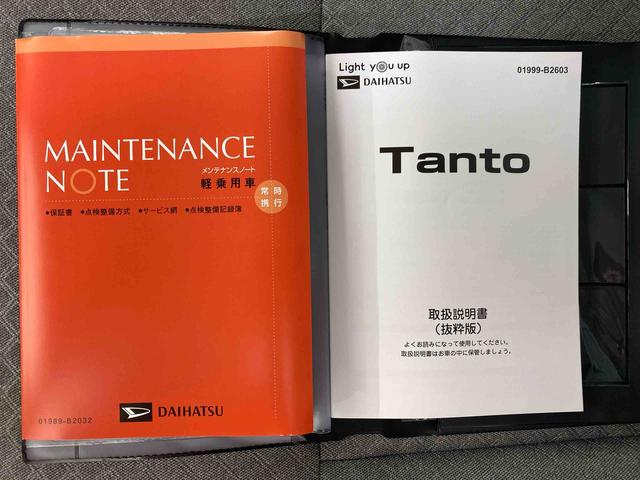 MAINTENANCE
NOTE
メンテナンスノート
軽乗用車
常時
携行
●保証書 ●点検整備方式 ●サービス網 ●点検整備記録簿
01989-B2032
DAIHATSU
Light you up
DAIHATSU
01999-B2603
Tanto
取扱説明書
(抜粋版)
よくお読みになって使用してください。
取扱説明書はお車の中に保管しましょう。